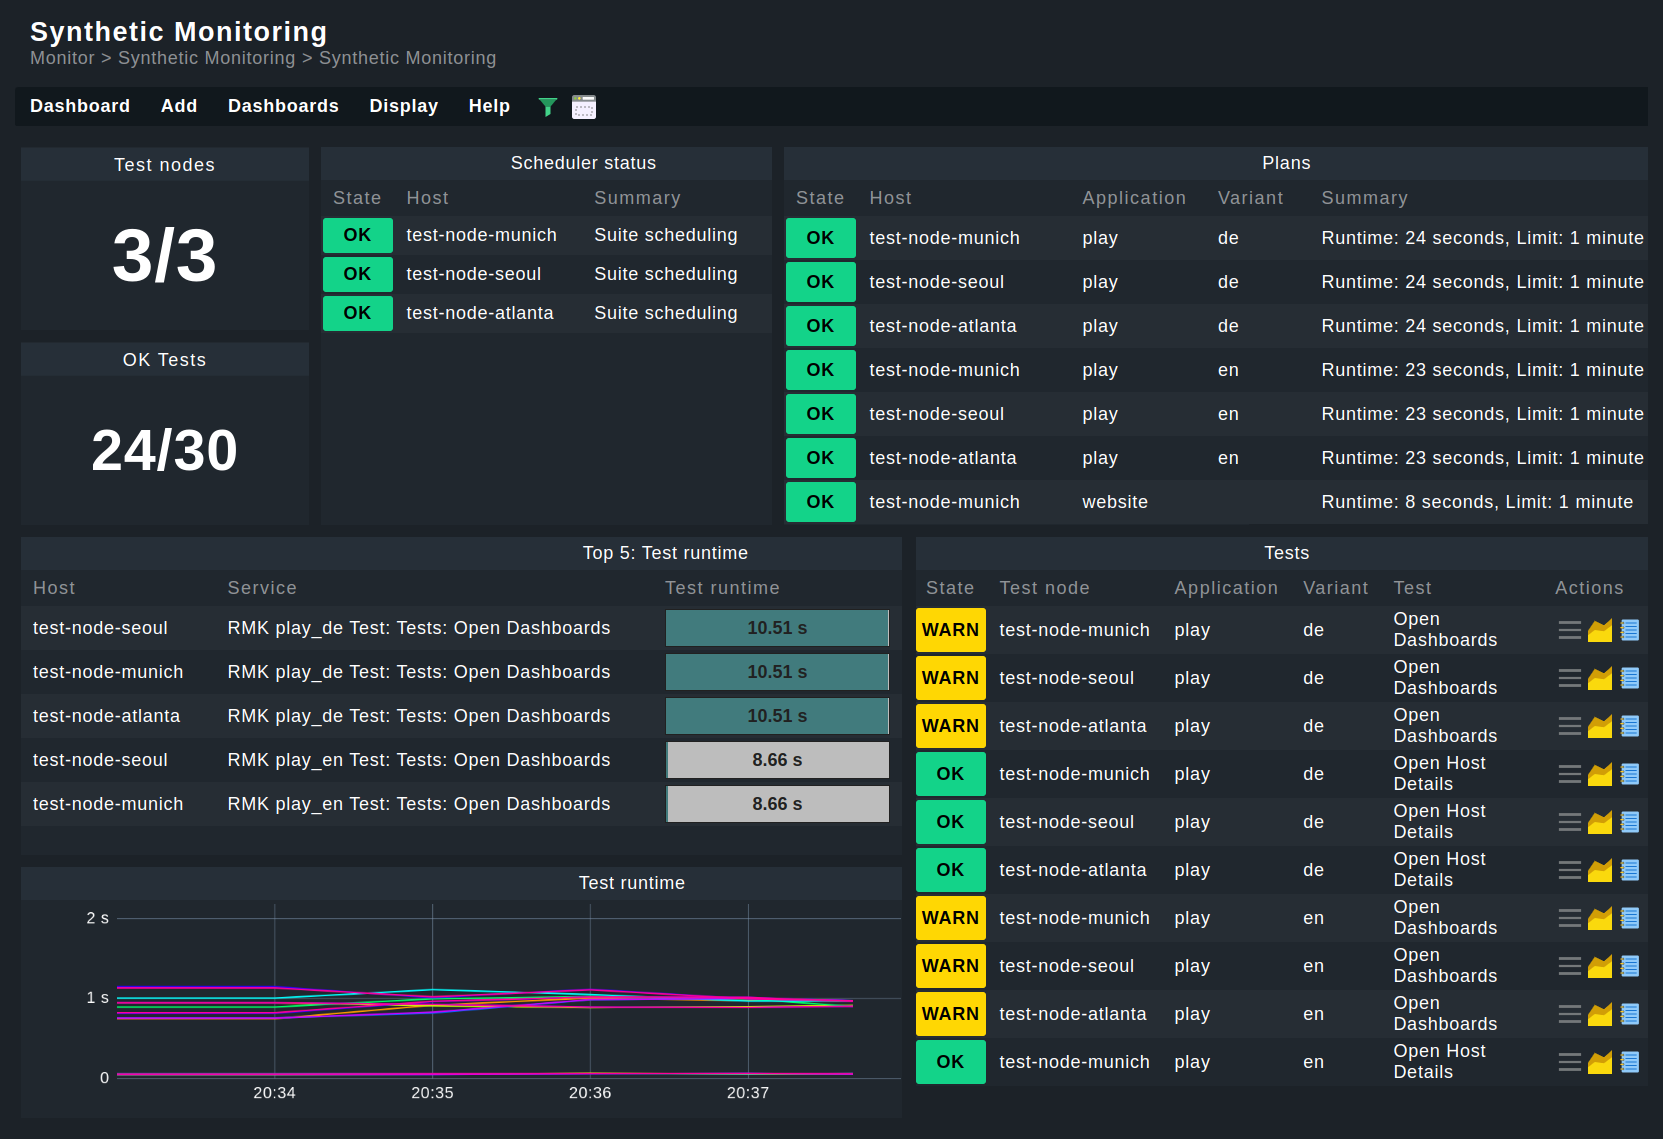 Synthetic Monitoring
Monitor > Synthetic Monitoring > Synthetic Monitoring
Dashboard Add Dashboards Display Help
Test nodes
3/3
OK Tests
24/30
Scheduler status
State Host Summary
OK test-node-munich Suite scheduling
OK test-node-seoul Suite scheduling
OK test-node-atlanta Suite scheduling
Plans
State Host Application Variant Summary
OK test-node-munich play de Runtime: 24 seconds, Limit: 1 minute
OK test-node-seoul play de Runtime: 24 seconds, Limit: 1 minute
OK test-node-atlanta play de Runtime: 24 seconds, Limit: 1 minute
OK test-node-munich play en Runtime: 23 seconds, Limit: 1 minute
OK test-node-seoul play en Runtime: 23 seconds, Limit: 1 minute
OK test-node-atlanta play en Runtime: 23 seconds, Limit: 1 minute
OK test-node-munich website Runtime: 8 seconds, Limit: 1 minute
Top 5: Test runtime
Host Service Test runtime
test-node-seoul RMK play_de Test: Tests: Open Dashboards 10.51 s
test-node-munich RMK play_de Test: Tests: Open Dashboards 10.51 s
test-node-atlanta RMK play_de Test: Tests: Open Dashboards 10.51 s
test-node-seoul RMK play_en Test: Tests: Open Dashboards 8.66 s
test-node-munich RMK play_en Test: Tests: Open Dashboards 8.66 s
Test runtime
2 s
1 s
0
20:34 20:35 20:36 20:37
Tests
State Test node Application Variant Test Actions
WARN test-node-munich play de Open
Dashboards
WARN test-node-seoul play de Open
Dashboards
WARN test-node-atlanta play de Open
Dashboards
OK test-node-munich play de Open Host
Details
OK test-node-seoul play de Open Host
Details
OK test-node-atlanta play de Open Host
Details
WARN test-node-munich play en Open
Dashboards
WARN test-node-seoul play en Open
Dashboards
WARN test-node-atlanta play en Open
Dashboards
OK test-node-munich play en Open Host
Details